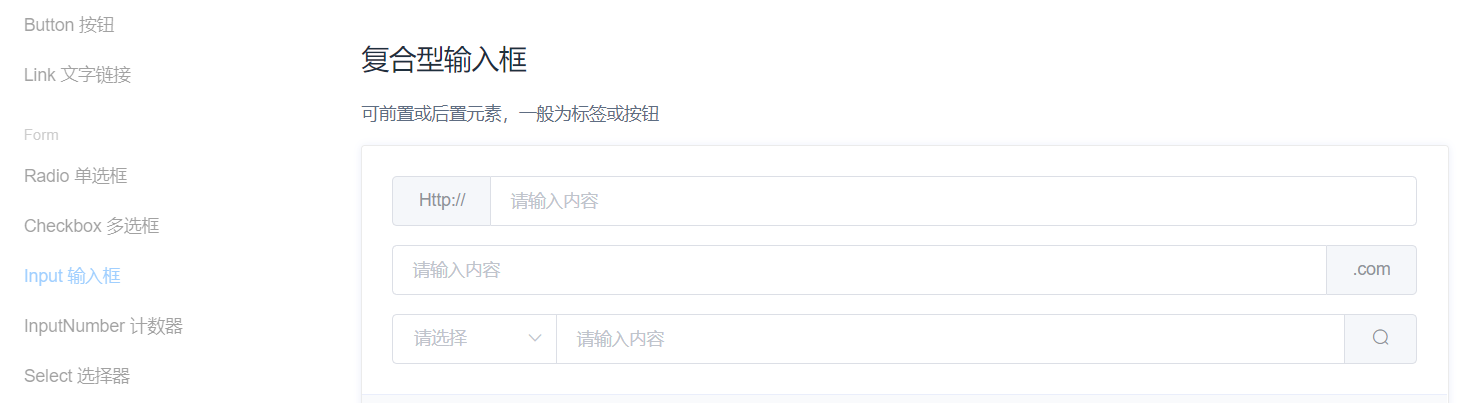 Button 按钮
Link 文字链接
Form
Radio 单选框
Checkbox 多选框
Input 输入框
InputNumber 计数器
Select 选择器
复合型输入框
可前置或后置元素，一般为标签或按钮
Http:// 请输入内容
请输入内容 .com
请选择 请输入内容